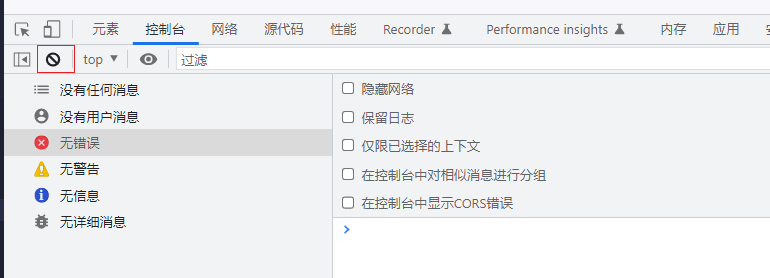 元素 控制台 网络 源代码 性能 Recorder Performance insights 内存 应用
top 过滤
没有任何消息
隐藏网络
没有用户消息
保留日志
无错误
仅限已选择的上下文
无警告
在控制台中对相似消息进行分组
无信息
在控制台中显示CORS错误
无详细消息